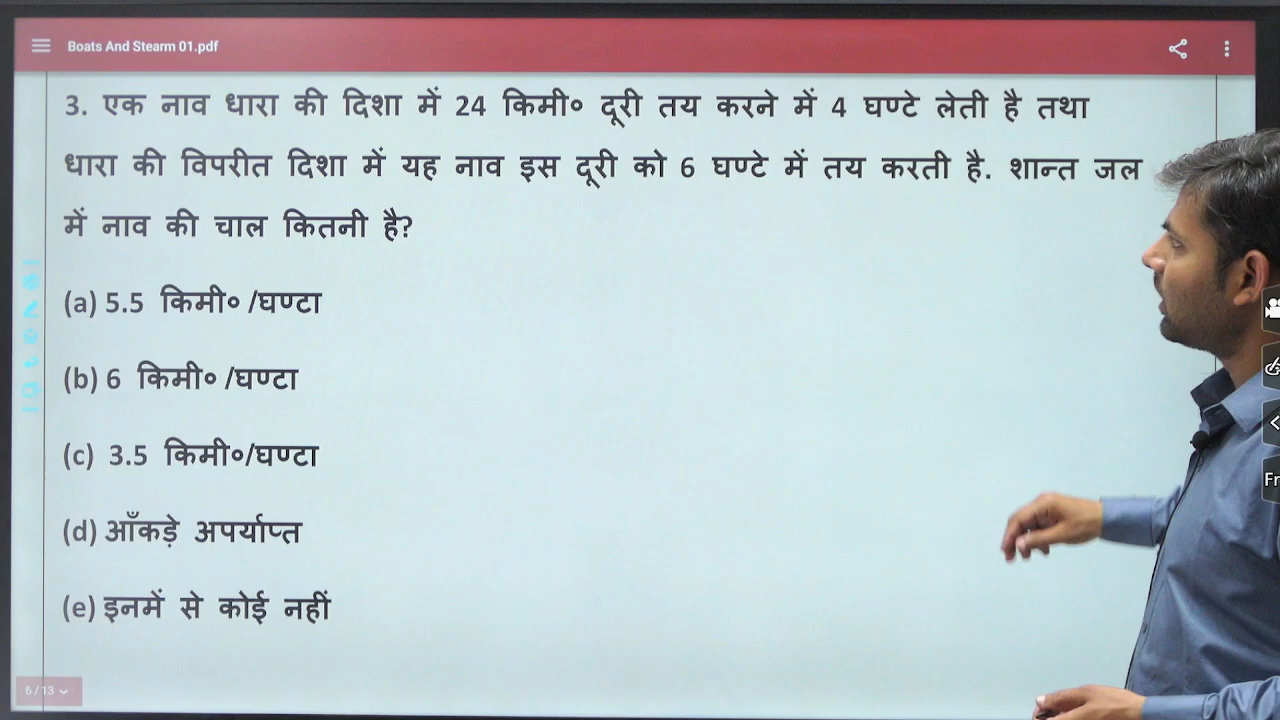 Boats And Stearm 01.pdf
3. एक नाव धारा की दिशा में 24 किमी० दूरी तय करने में 4 घण्टे लेती है तथा
धारा की विपरीत दिशा में यह नाव इस दूरी को 6 घण्टे में तय करती है. शान्त जल
में नाव की चाल कितनी है?
(a) 5.5 किमी० /घण्टा
(b) 6 किमी० /घण्टा
(c) 3.5 किमी०/घण्टा
(d) आँकड़े अपर्याप्त
(e) इनमें से कोई नहीं
6 / 13
Fr